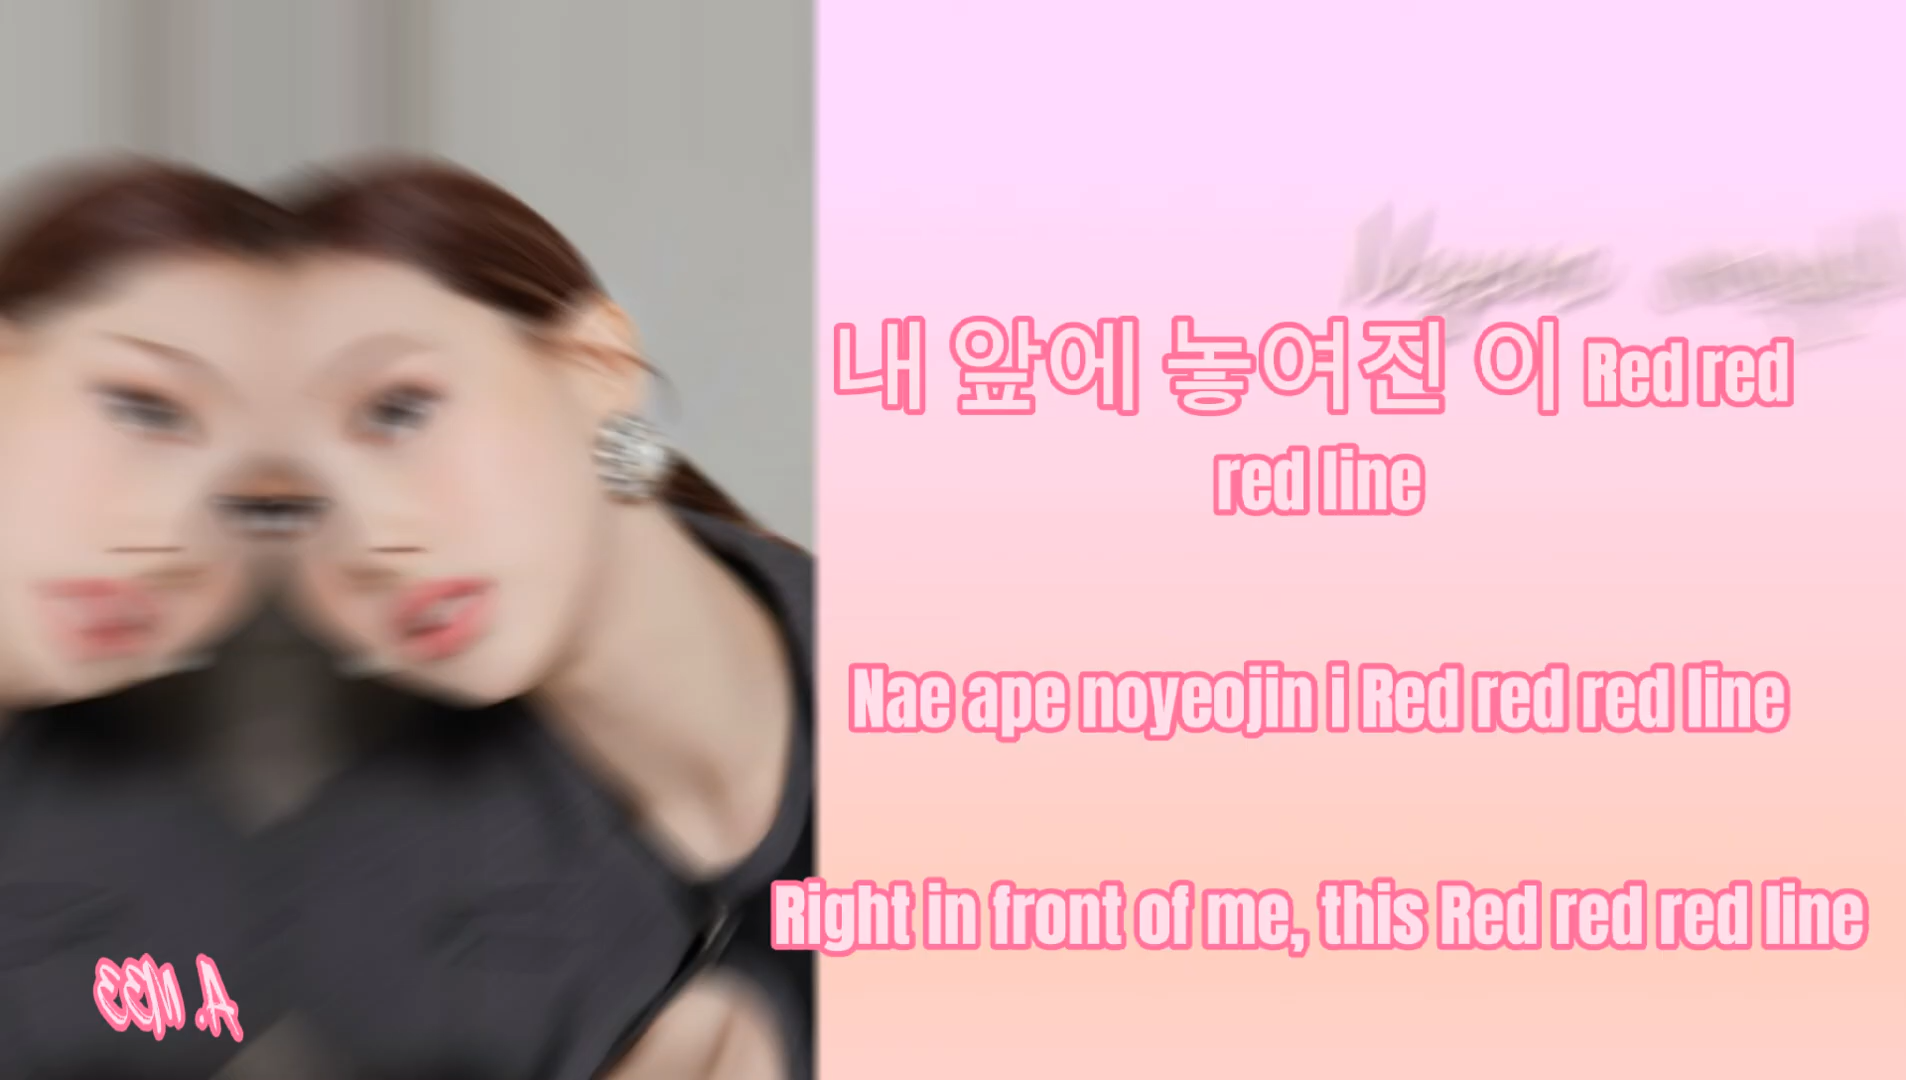 내 앞에 놓여진 이 Red red
red line
Nae ape noyeojin i Red red red line
Right in front of me, this Red red red line